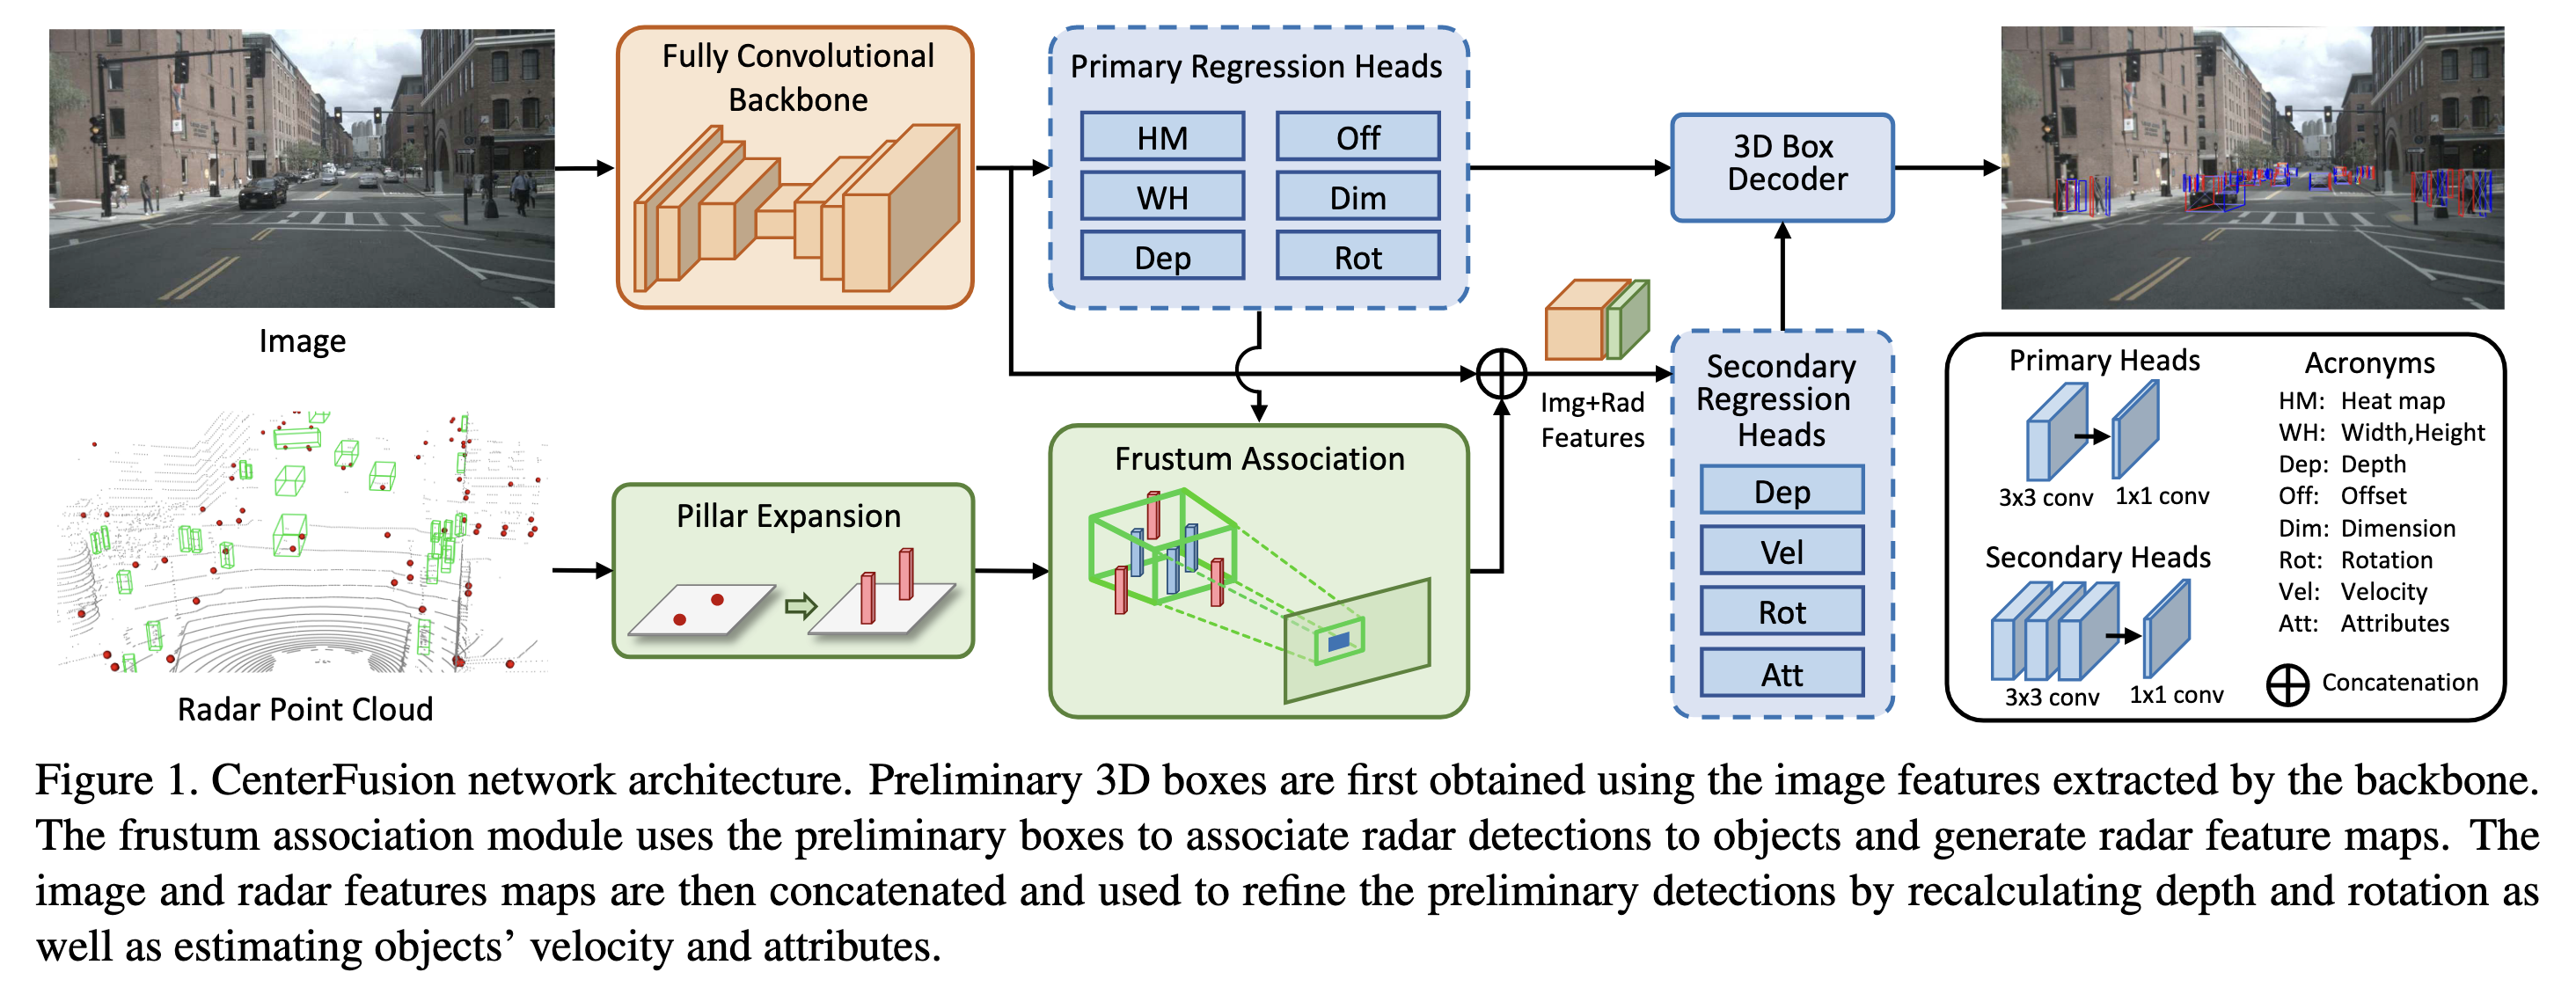 Fully Convolutional
Backbone
Image
Primary Regression Heads
HM
Off
WH
Dim
Dep
Rot
3D Box
Decoder
Radar Point Cloud
Pillar Expansion
Frustum Association
Img+Rad
Features
Secondary
Regression
Heads
Dep
Vel
Rot
Att
Primary Heads
3x3 conv
1x1 conv
Secondary Heads
3x3 conv
1x1 conv
Acronyms
HM: Heat map
WH: Width,Height
Dep: Depth
Off: Offset
Dim: Dimension
Rot: Rotation
Vel: Velocity
Att: Attributes
Concatenation
Figure 1. CenterFusion network architecture. Preliminary 3D boxes are first obtained using the image features extracted by the backbone.
The frustum association module uses the preliminary boxes to associate radar detections to objects and generate radar feature maps. The
image and radar features maps are then concatenated and used to refine the preliminary detections by recalculating depth and rotation as
well as estimating objects’ velocity and attributes.